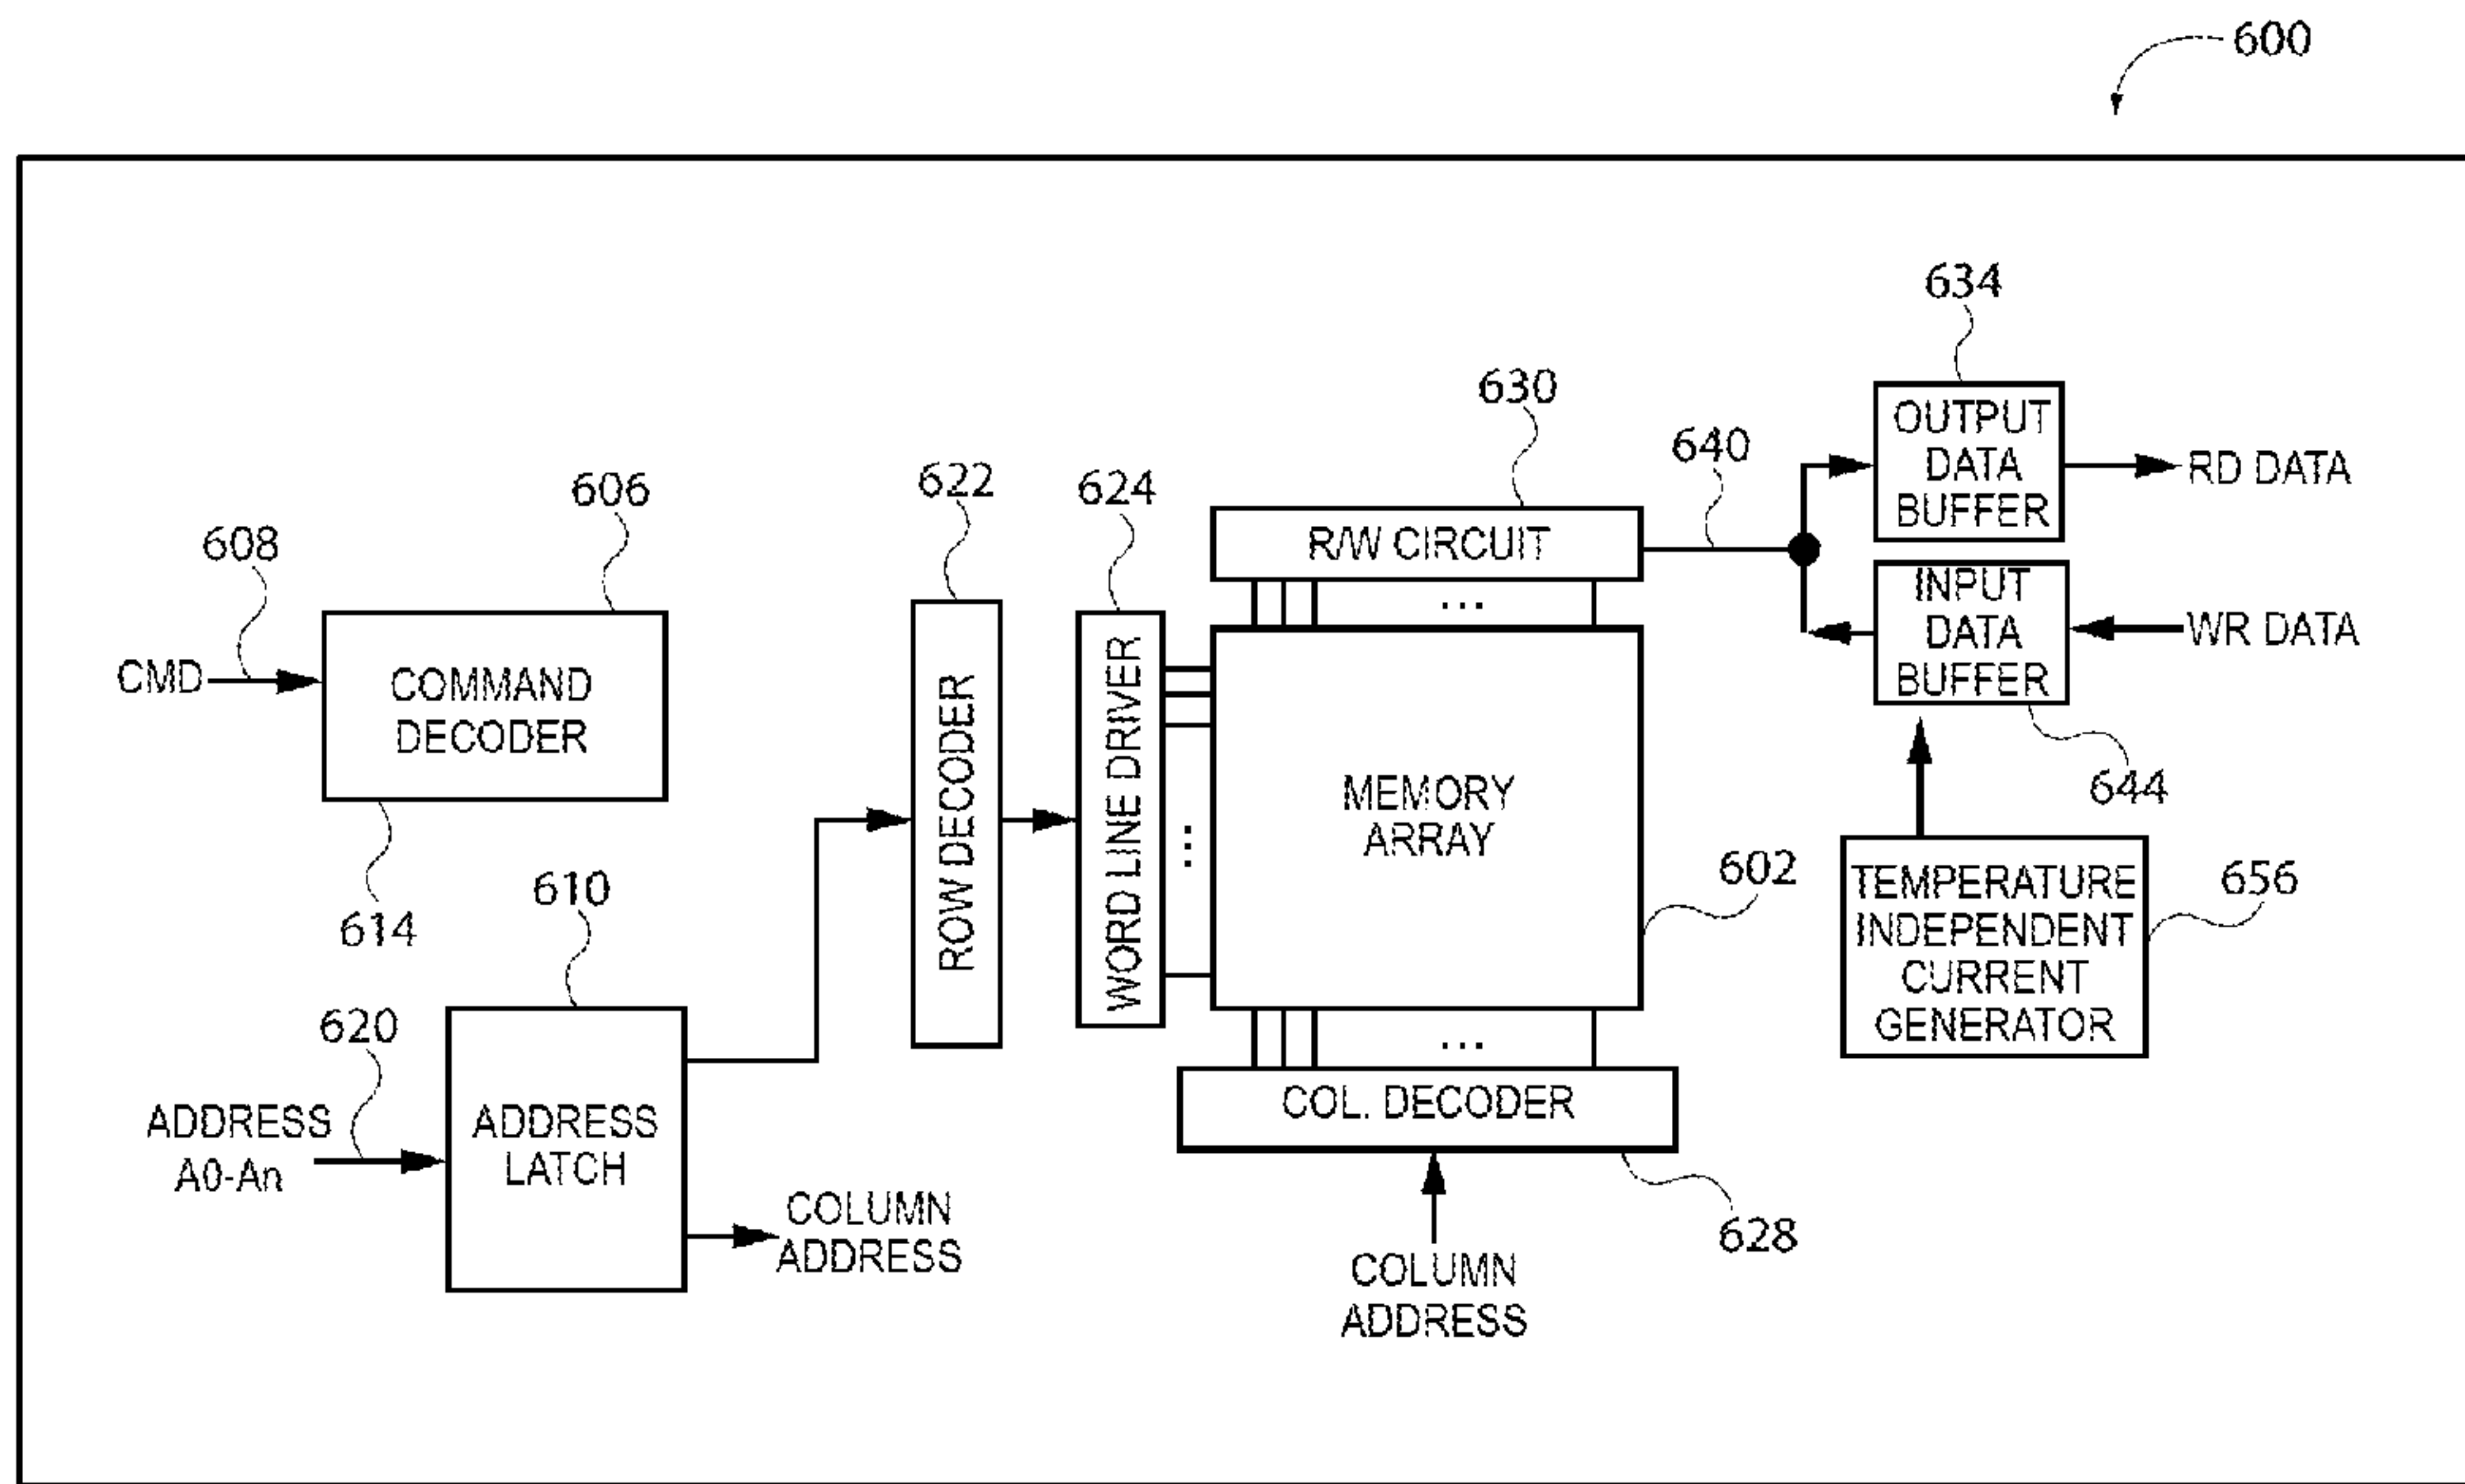 600
634
OUTPUT
DATA
BUFFER
RD DATA
630
640
R/W CIRCUIT
...
INPUT
DATA
BUFFER
WR DATA
644
606
608
CMD
COMMAND
DECODER
614
622
ROW DECODER
624
WORD LINE DRIVER
...
MEMORY
ARRAY
602
TEMPERATURE
INDEPENDENT
CURRENT
GENERATOR
656
610
620
ADDRESS
A0-An
ADDRESS
LATCH
COLUMN
ADDRESS
...
COL. DECODER
628
COLUMN
ADDRESS